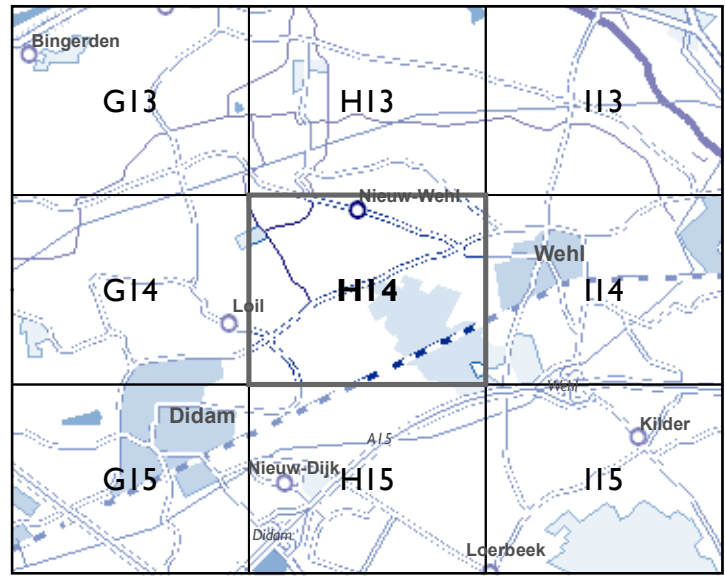 Bingerden
G13
H13
I13
Nieuw-Wehl
Wehl
G14
H14
I14
Loil
Wehl
Didam
Kilder
A15
Nieuw-Dijk
G15
H15
I15
Didam
Loerbeek